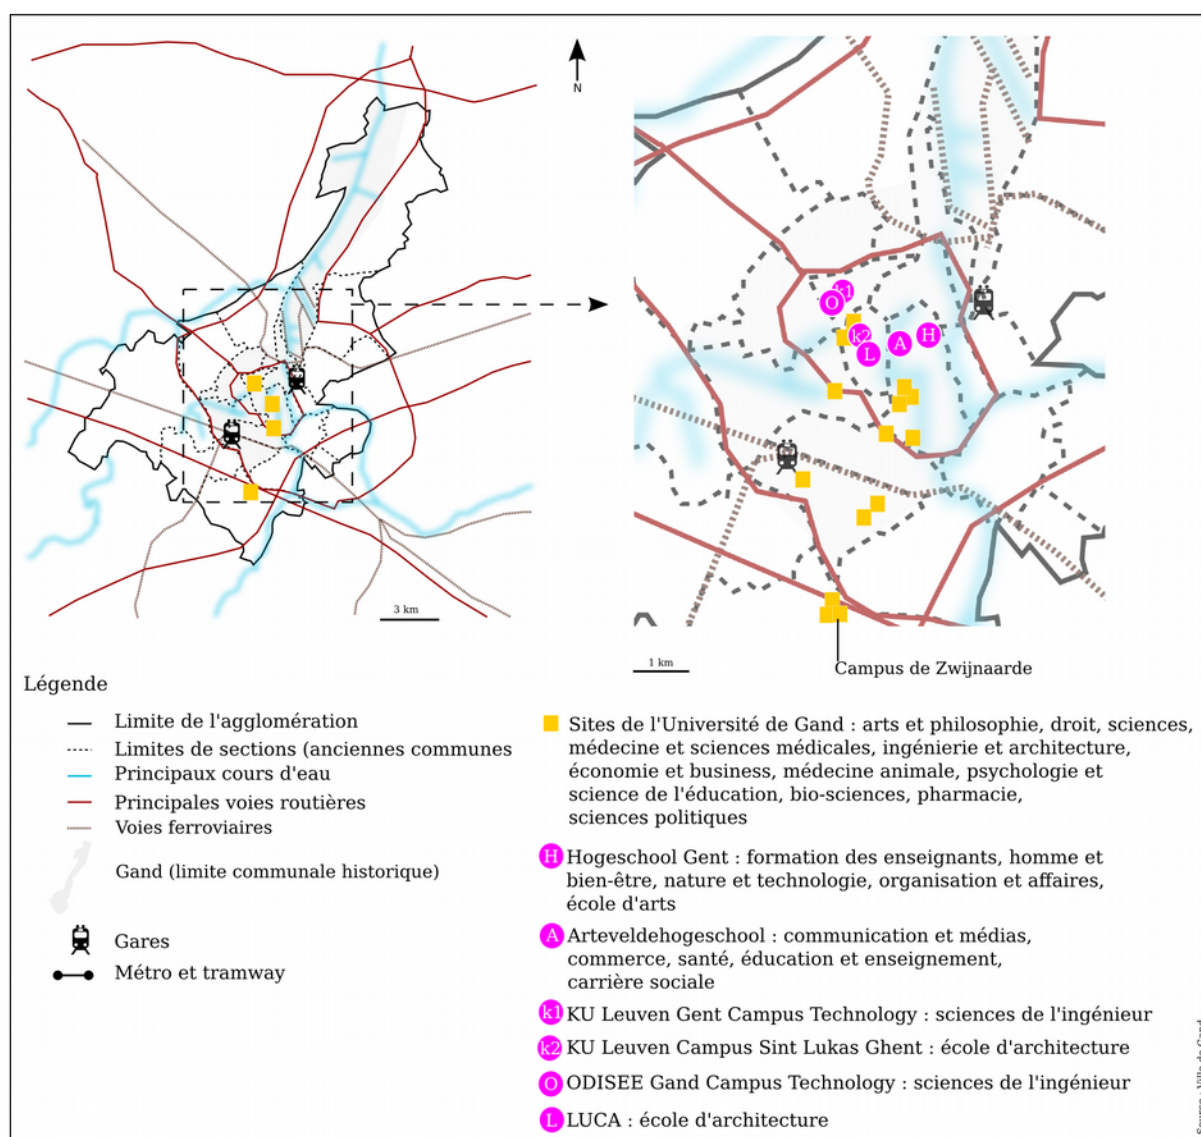 N
k1
O
k2
L
A
H
3 km
1 km
Campus de Zwijnaarde
Légende
Limite de l'agglomération
Limites de sections (anciennes communes
Principaux cours d'eau
Principales voies routières
Voies ferroviaires
Gand (limite communale historique)
Gares
Métro et tramway
Sites de l'Université de Gand : arts et philosophie, droit, sciences,
médecine et sciences médicales, ingénierie et architecture,
économie et business, médecine animale, psychologie et
science de l'éducation, bio-sciences, pharmacie,
sciences politiques
H Hogeschool Gent : formation des enseignants, homme et
bien-être, nature et technologie, organisation et affaires,
école d'arts
A Arteveldehogeschool : communication et médias,
commerce, santé, éducation et enseignement,
carrière sociale
k1 KU Leuven Gent Campus Technology : sciences de l'ingénieur
k2 KU Leuven Campus Sint Lukas Ghent : école d'architecture
O ODISEE Gand Campus Technology : sciences de l'ingénieur
L LUCA : école d'architecture
Source : Ville de Gand